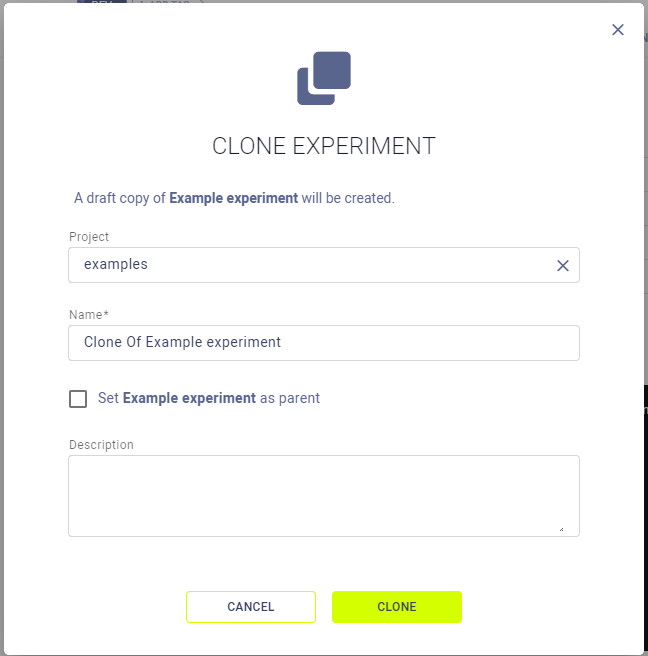 CLONE EXPERIMENT
A draft copy of Example experiment will be created.
Project
examples
Name*
Clone Of Example experiment
Set Example experiment as parent
Description
CANCEL
CLONE